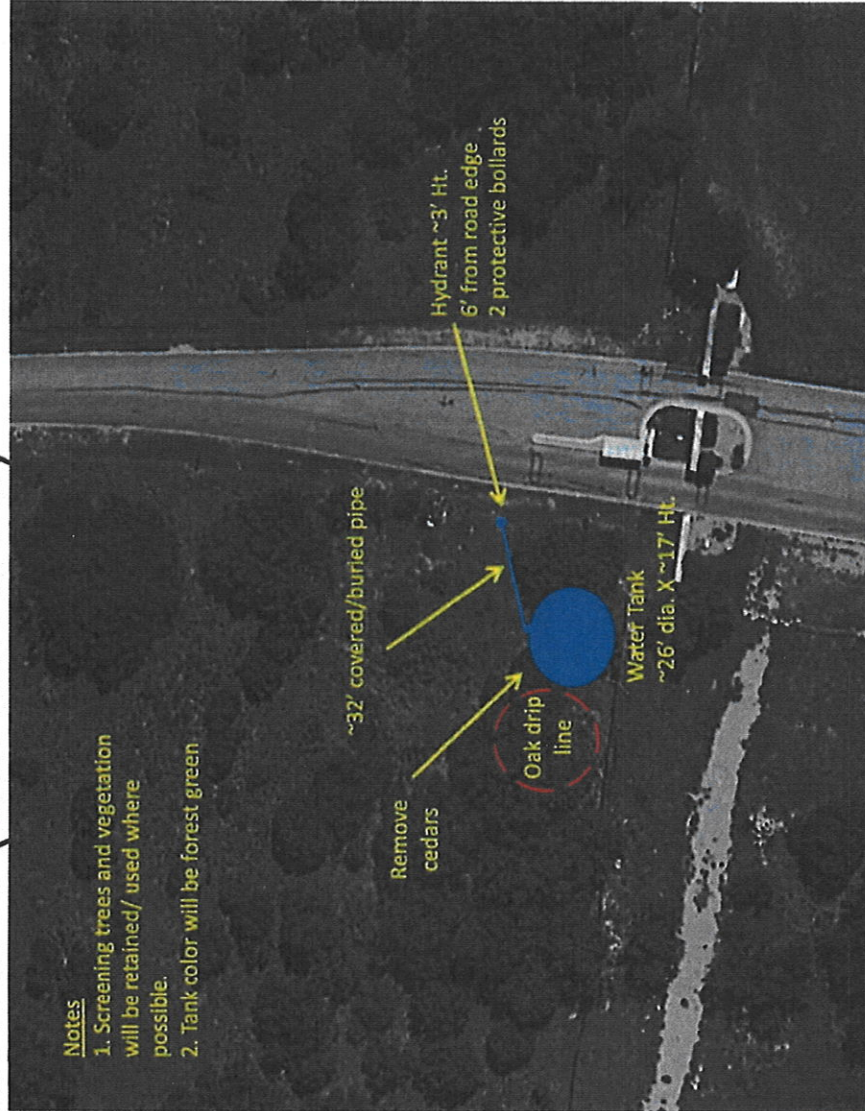 Notes
1. Screening trees and vegetation
will be retained/ used where
possible.
2. Tank color will be forest green.
~32' covered/buried pipe
Hydrant ~3' Ht.
6' from road edge
2 protective bollards
Remove
cedars
Oak drip
line
Water Tank
~26' dia. X ~17' Ht.